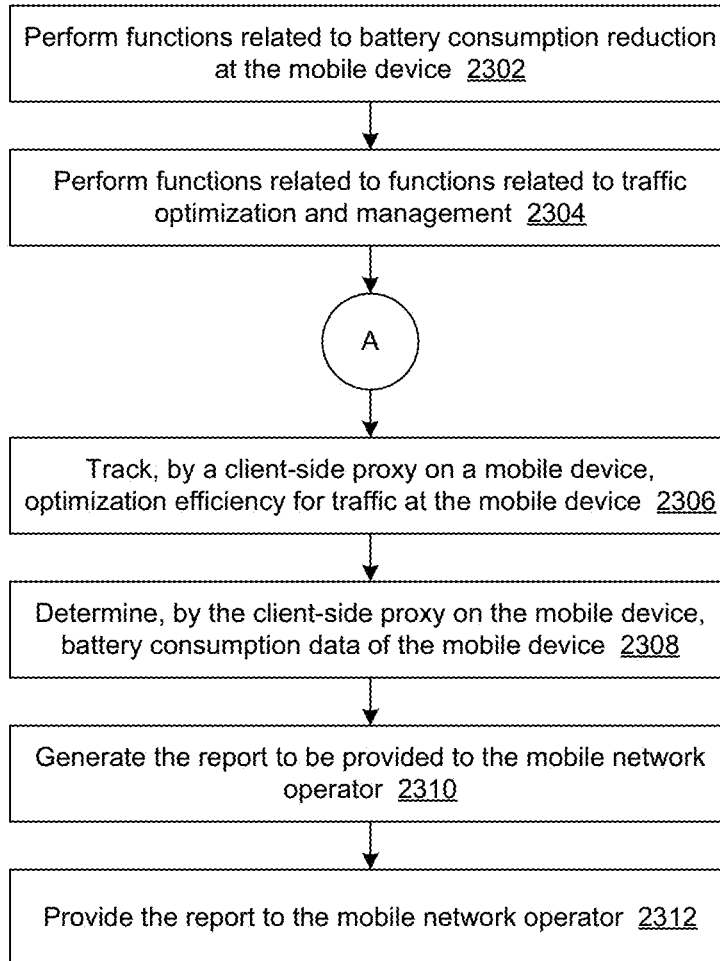 Perform functions related to battery consumption reduction
at the mobile device 2302
Perform functions related to functions related to traffic
optimization and management 2304
A
Track, by a client-side proxy on a mobile device,
optimization efficiency for traffic at the mobile device 2306
Determine, by the client-side proxy on the mobile device,
battery consumption data of the mobile device 2308
Generate the report to be provided to the mobile network
operator 2310
Provide the report to the mobile network operator 2312